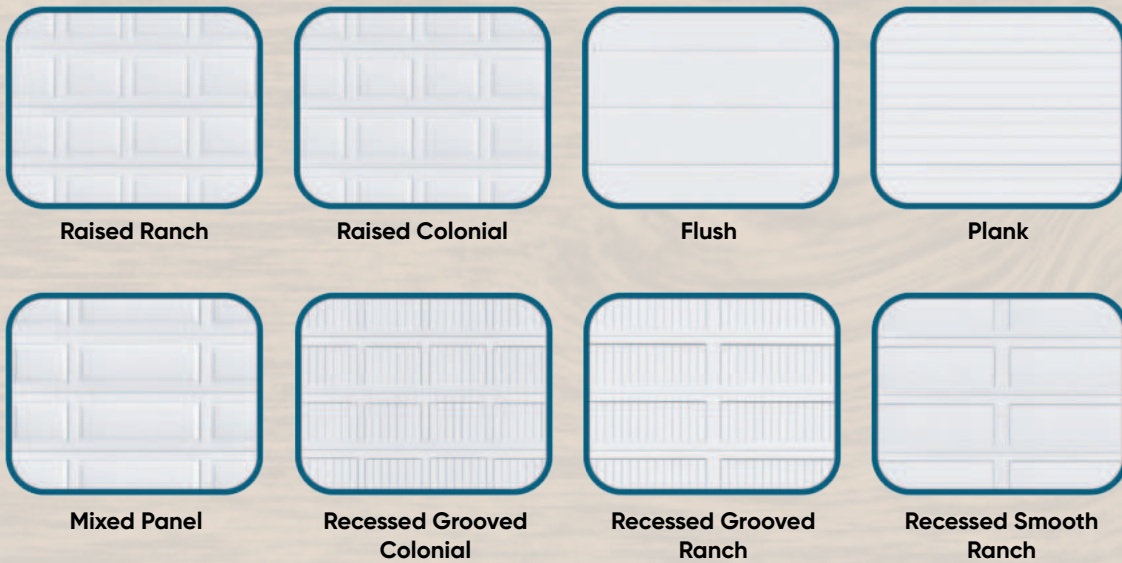 Raised Ranch
Raised Colonial
Flush
Plank
Mixed Panel
Recessed Grooved
Colonial
Recessed Grooved
Ranch
Recessed Smooth
Ranch